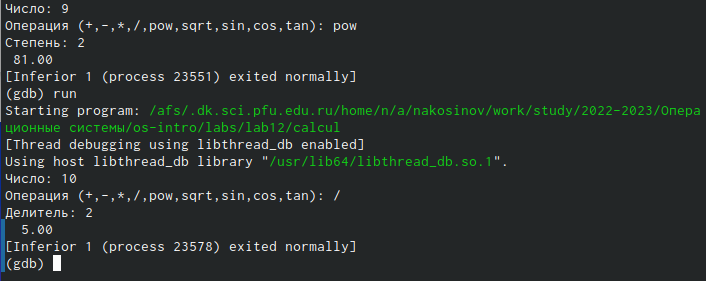 Число: 9
Операция (+,-,*,/,pow,sqrt,sin,cos,tan): pow
Степень: 2
 81.00
[Inferior 1 (process 23551) exited normally]
(gdb) run
Starting program: /afs/.dk.sci.pfu.edu.ru/home/n/a/nakosinov/work/study/2022-2023/Опера
ционные системы/os-intro/labs/lab12/calcul
[Thread debugging using libthread_db enabled]
Using host libthread_db library "/usr/lib64/libthread_db.so.1".
Число: 10
Операция (+,-,*,/,pow,sqrt,sin,cos,tan): /
Делитель: 2
  5.00
[Inferior 1 (process 23578) exited normally]
(gdb)